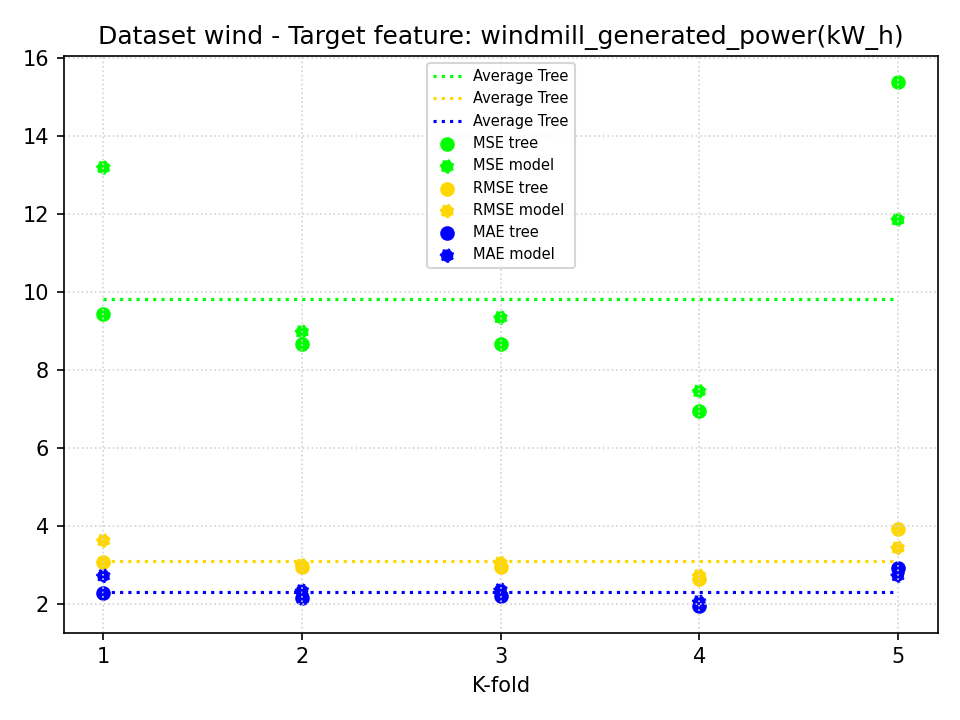 Dataset wind - Target feature: windmill_generated_power(kW_h)
16
14
12
10
8
6
4
2
Average Tree
Average Tree
Average Tree
MSE tree
MSE model
RMSE tree
RMSE model
MAE tree
MAE model
1 2 3 4 5
K-fold